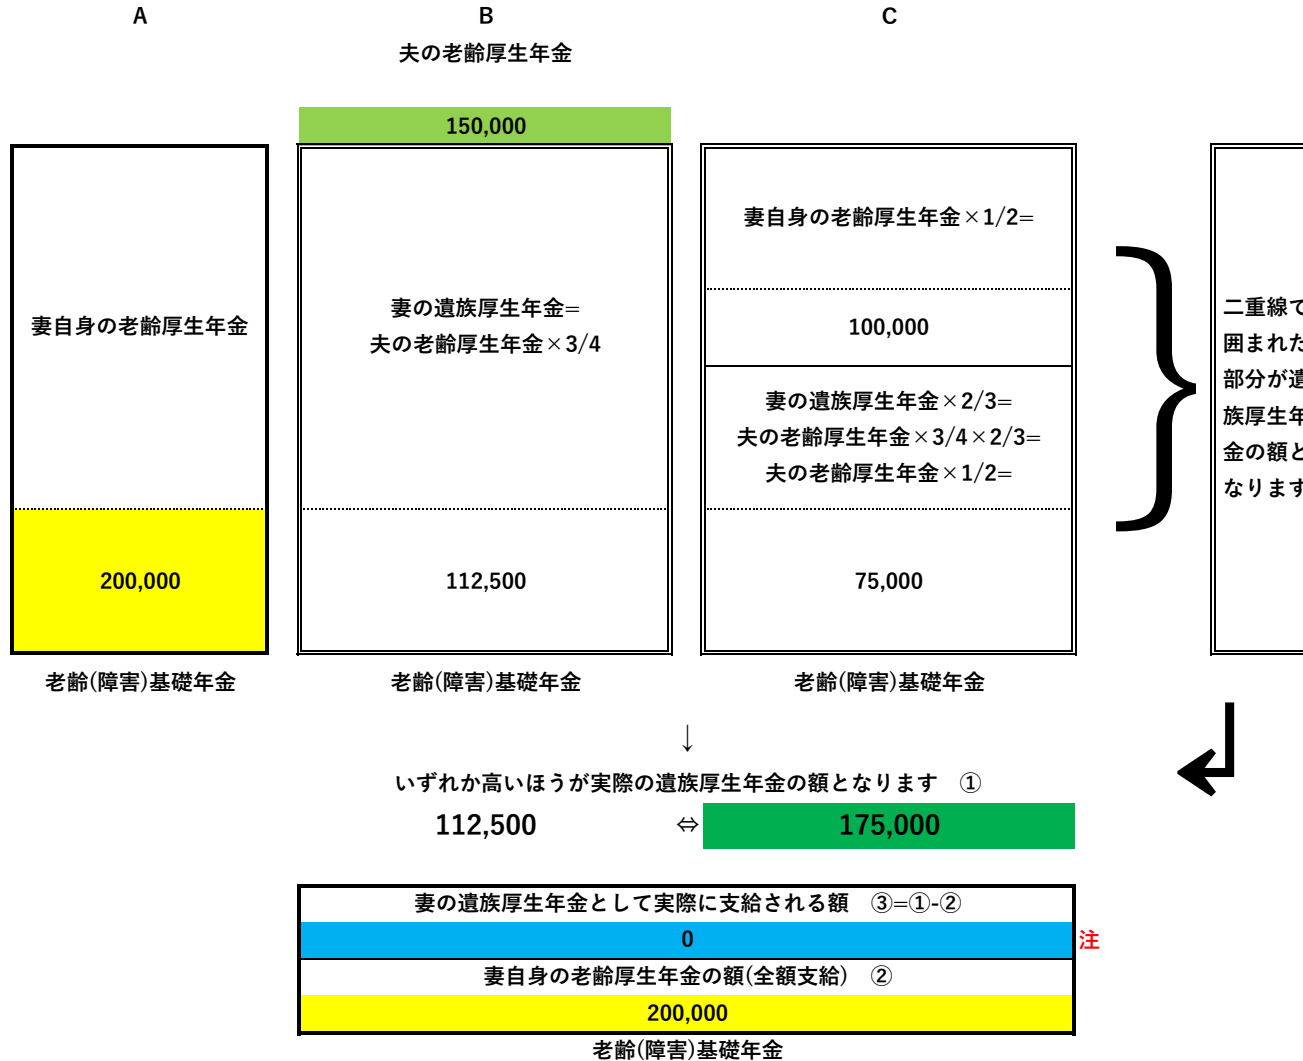 A
B
C
夫の老齢厚生年金
150,000
妻自身の老齢厚生年金
200,000
老齢(障害)基礎年金
妻の遺族厚生年金=
夫の老齢厚生年金×3/4
112,500
老齢(障害)基礎年金
妻自身の老齢厚生年金×1/2=
100,000
妻の遺族厚生年金×2/3=
夫の老齢厚生年金×3/4×2/3=
夫の老齢厚生年金×1/2=
75,000
老齢(障害)基礎年金
}
二重線で
囲まれた
部分が遺
族厚生年
金の額と
なります
↓
いずれか高いほうが実際の遺族厚生年金の額となります ①
112,500 ⇔ 175,000
妻の遺族厚生年金として実際に支給される額 ③=①-②
0 注
妻自身の老齢厚生年金の額(全額支給) ②
200,000
老齢(障害)基礎年金